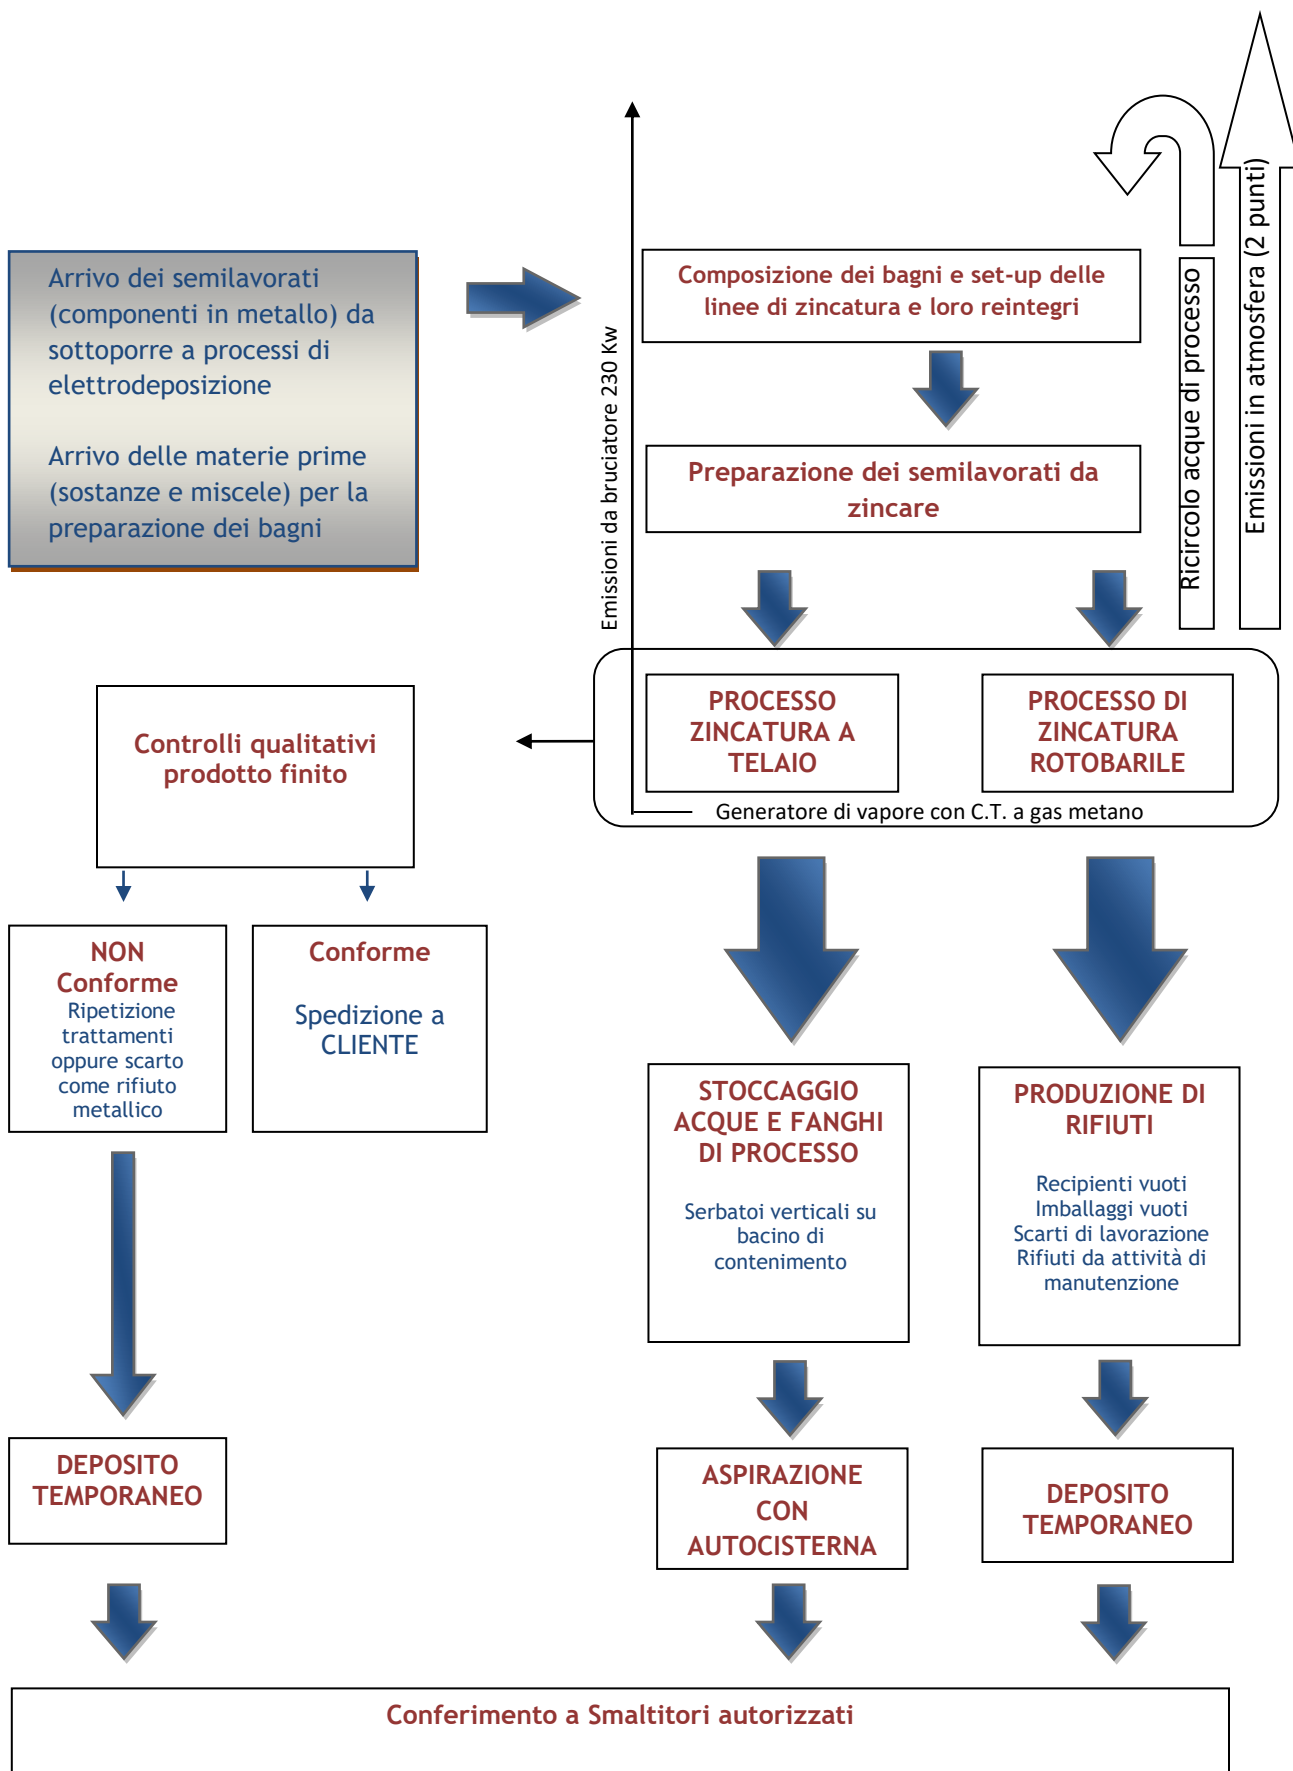 Arrivo dei semilavorati
(componenti in metallo) da
sottoporre a processi di
elettrodeposizione
Arrivo delle materie prime
(sostanze e miscele) per la
preparazione dei bagni
Emissioni da bruciatore 230 Kw
Composizione dei bagni e set-up delle
linee di zincatura e loro reintegri
Preparazione dei semilavorati da
zincare
Ricircolo acque di processo
Emissioni in atmosfera (2 punti)
PROCESSO
ZINCATURA A
TELAIO
PROCESSO DI
ZINCATURA
ROTOBARILE
Generatore di vapore con C.T. a gas metano
Controlli qualitativi
prodotto finito
NON
Conforme
Ripetizione
trattamenti
oppure scarto
come rifiuto
metallico
Conforme
Spedizione a
CLIENTE
STOCCAGGIO
ACQUE E FANGHI
DI PROCESSO
Serbatoi verticali su
bacino di
contenimento
PRODUZIONE DI
RIFIUTI
Recipienti vuoti
Imballaggi vuoti
Scarti di lavorazione
Rifiuti da attività di
manutenzione
DEPOSITO
TEMPORANEO
ASPIRAZIONE
CON
AUTOCISTERNA
DEPOSITO
TEMPORANEO
Conferimento a Smaltitori autorizzati